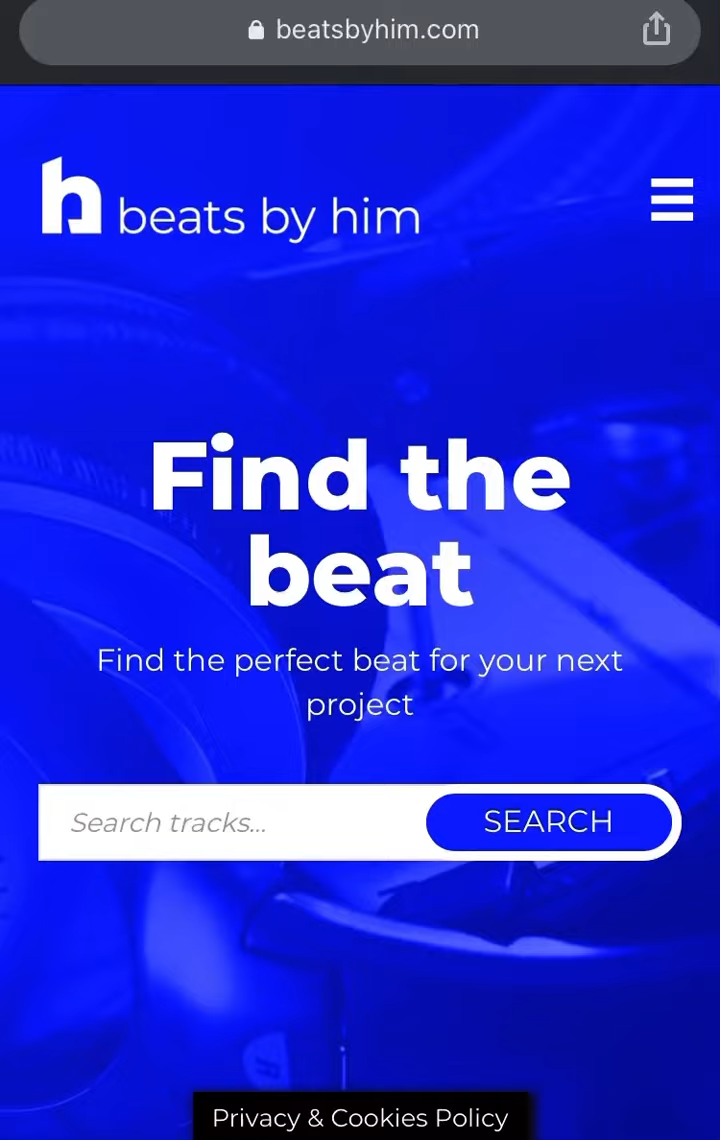 beatsbyhim.com
beats by him
Find the
beat
Find the perfect beat for your next
project
Search tracks...
SEARCH
Privacy & Cookies Policy